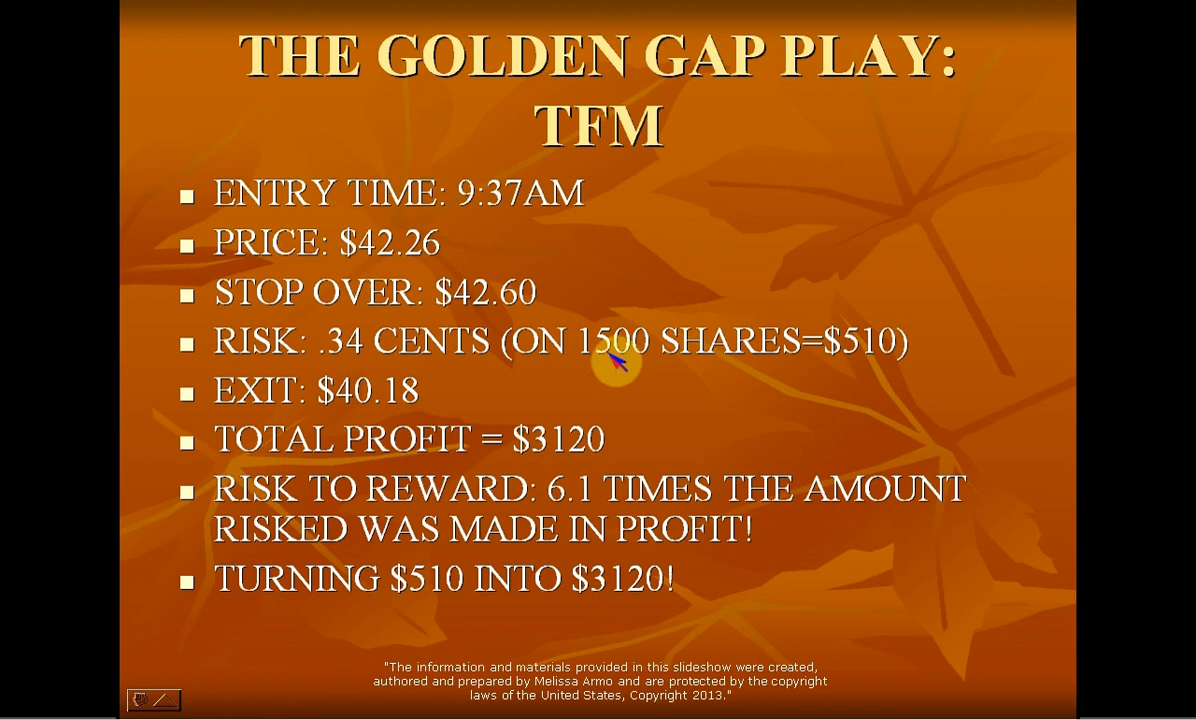 THE GOLDEN GAP PLAY:
TFM
ENTRY TIME: 9:37AM
PRICE: $42.26
STOP OVER: $42.60
RISK: .34 CENTS (ON 1500 SHARES=$510)
EXIT: $40.18
TOTAL PROFIT = $3120
RISK TO REWARD: 6.1 TIMES THE AMOUNT
RISKED WAS MADE IN PROFIT!
TURNING $510 INTO $3120!
"The information and materials provided in this slideshow were created,
authored and prepared by Melissa Armo and are protected by the copyright
laws of the United States, Copyright 2013."